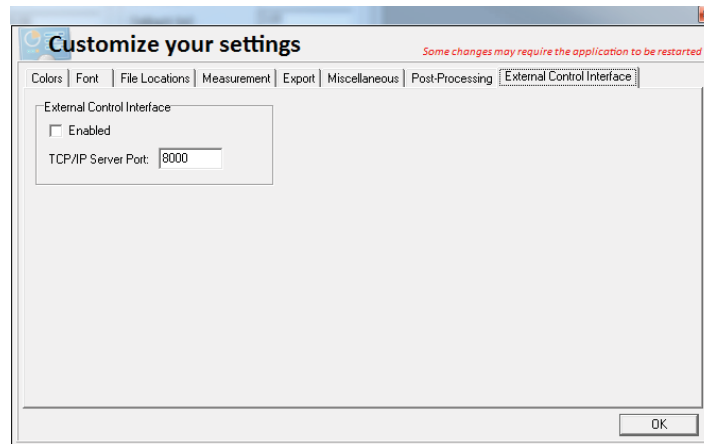 Customize your settings
Some changes may require the application to be restarted
Colors Font File Locations Measurement Export Miscellaneous Post-Processing External Control Interface
External Control Interface
Enabled
TCP/IP Server Port: 8000
OK